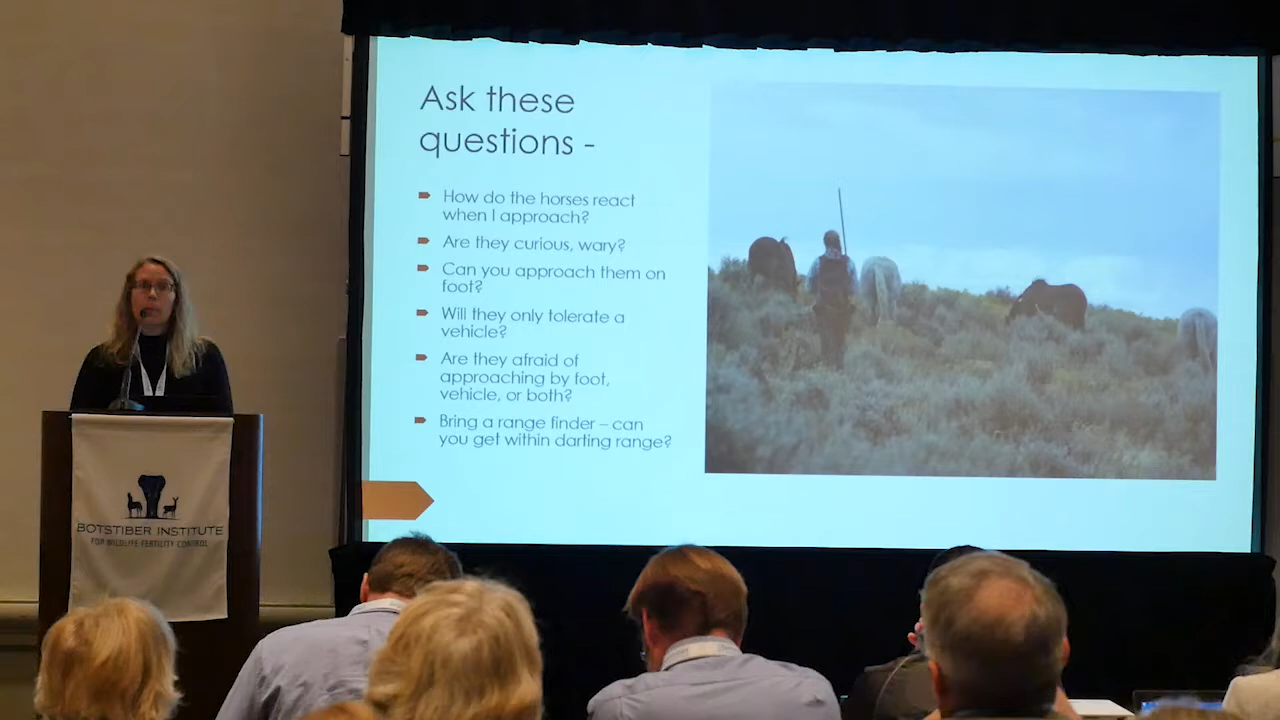 Ask these
questions -
How do the horses react
when I approach?
Are they curious, wary?
Can you approach them on
foot?
Will they only tolerate a
vehicle?
Are they afraid of
approaching by foot,
vehicle, or both?
Bring a range finder – can
you get within darting range?
BOTSTIBER INSTITUTE
FOR WILDLIFE FERTILITY CONTROL